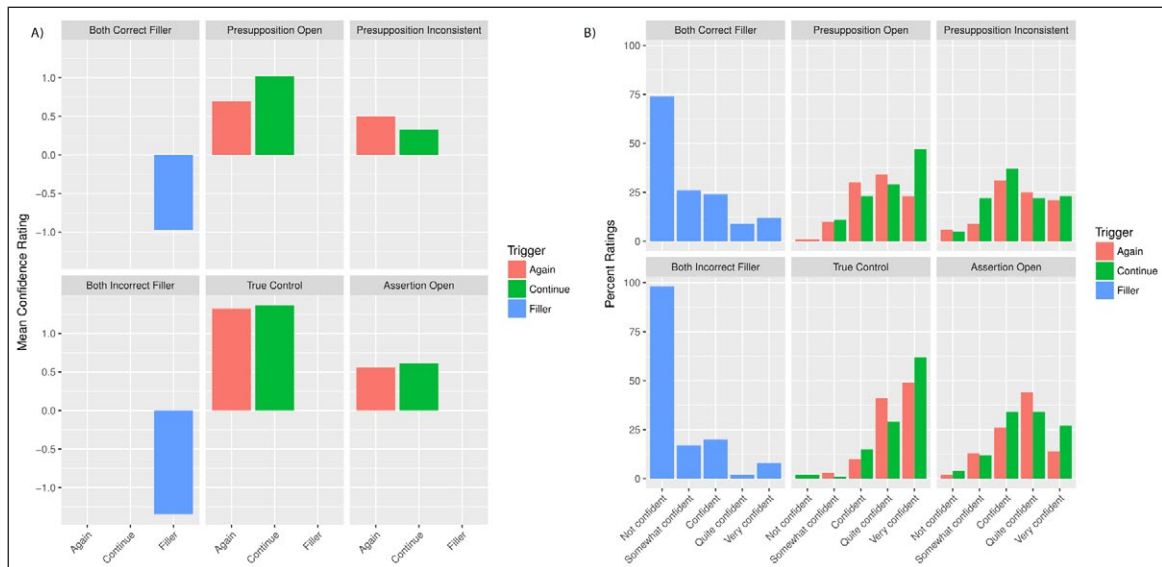 A)
Both Correct Filler
Presupposition Open
Presupposition Inconsistent
1.0
0.5
0.0
−0.5
−1.0
Both Incorrect Filler
True Control
Assertion Open
1.0
0.5
0.0
−0.5
−1.0
Again
Continue
Filler
Again
Continue
Filler
Again
Continue
Filler
Mean Confidence Rating
Trigger
Again
Continue
Filler
B)
Both Correct Filler
Presupposition Open
Presupposition Inconsistent
100
75
50
25
0
Both Incorrect Filler
True Control
Assertion Open
100
75
50
25
0
Not confident
Somewhat confident
Confident
Quite confident
Very confident
Not confident
Somewhat confident
Confident
Quite confident
Very confident
Not confident
Somewhat confident
Confident
Quite confident
Very confident
Percent Ratings
Trigger
Again
Continue
Filler